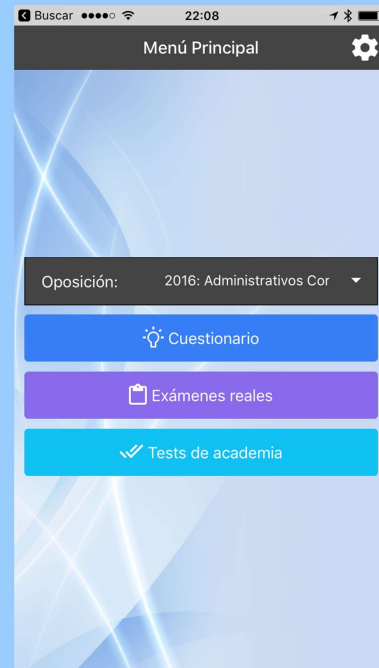 Buscar 22:08
Menú Principal
Oposición: 2016: Administrativos Cor
Cuestionario
Exámenes reales
Tests de academia